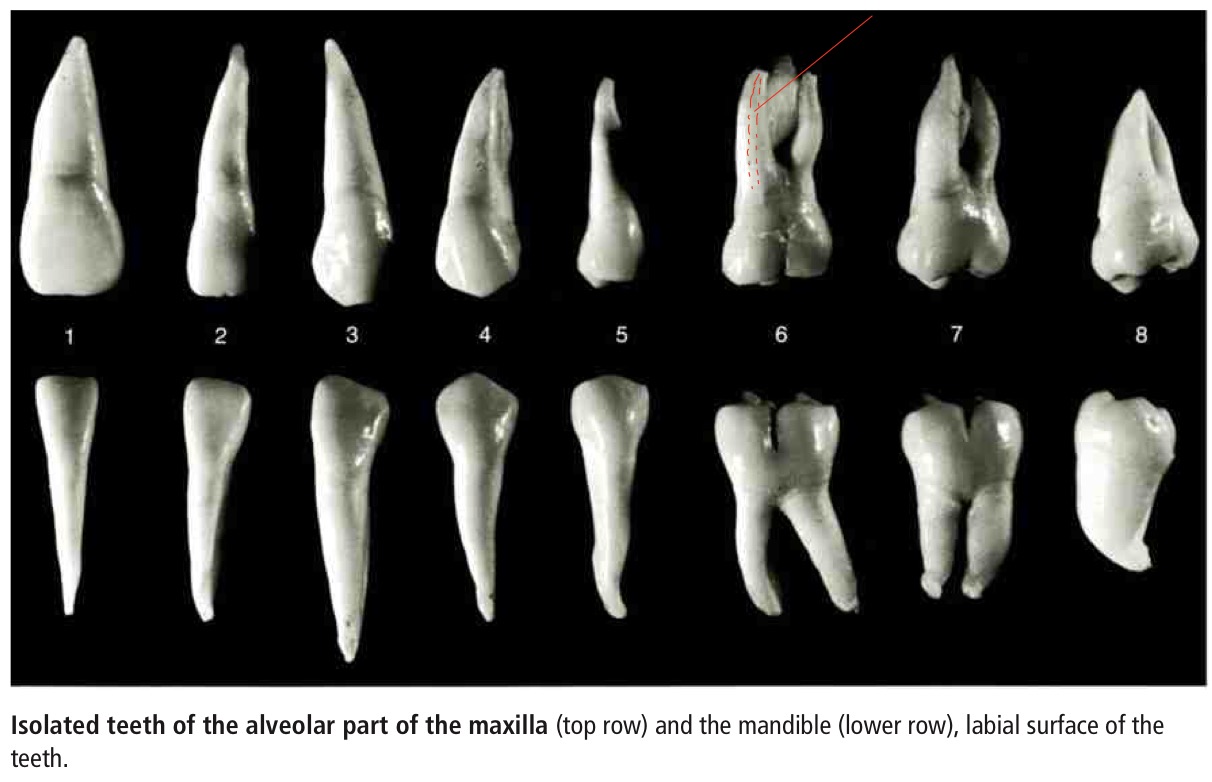 1 2 3 4 5 6 7 8
Isolated teeth of the alveolar part of the maxilla (top row) and the mandible (lower row), labial surface of the
teeth.